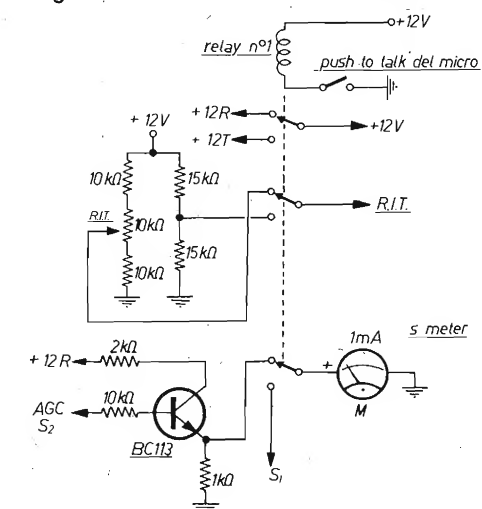 +12V
relay nº1
push to talk del micro
+12R
+12V
+ 12V
+ 12T
10kΩ
15kΩ
R.I.T.
10kΩ
R.I.T.
10kΩ
15kΩ
s meter
1mA
2kΩ
+ 12R
+
10kΩ
AGC
S2
M
BC113
1kΩ
S1